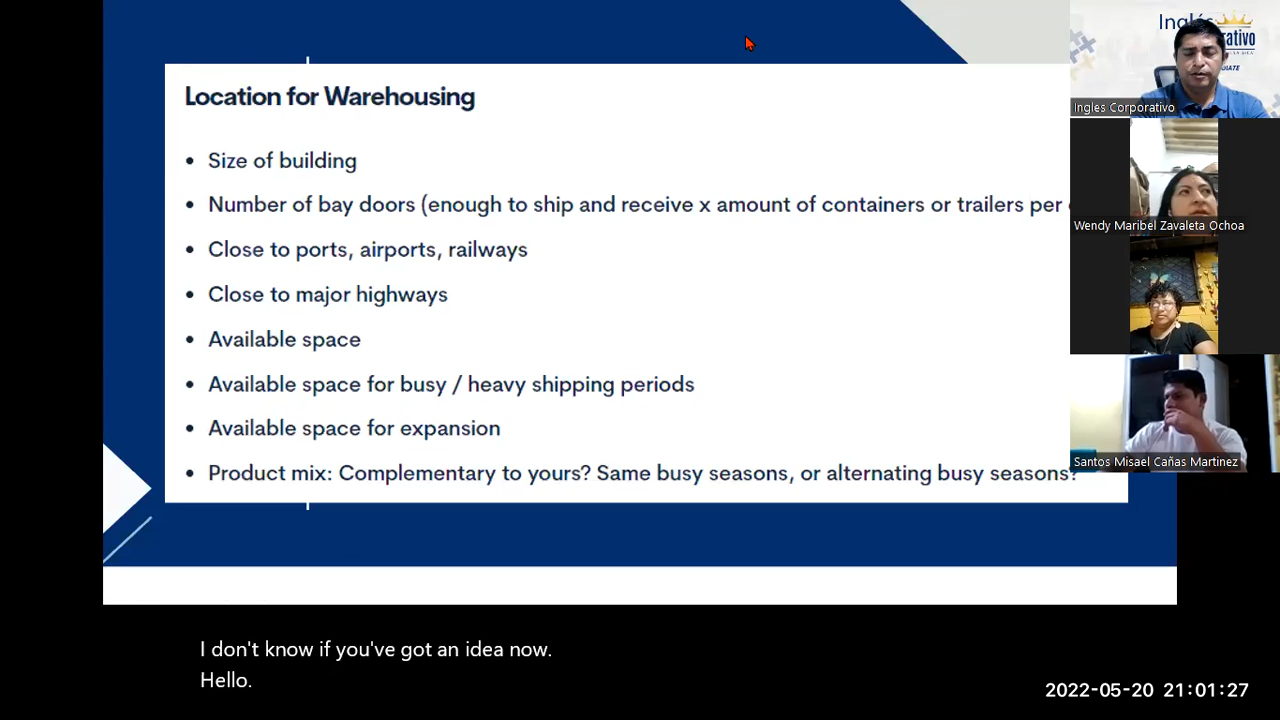 Location for Warehousing
• Size of building
• Number of bay doors (enough to ship and receive x amount of containers or trailers per
• Close to ports, airports, railways
• Close to major highways
• Available space
• Available space for busy / heavy shipping periods
• Available space for expansion
• Product mix: Complementary to yours? Same busy seasons, or alternating busy seasons?
Ingles Corporativo
Wendy Maribel Zavaleta Ochoa
Santos Misael Cañas Martinez
I don't know if you've got an idea now.
Hello.
2022-05-20 21:01:27